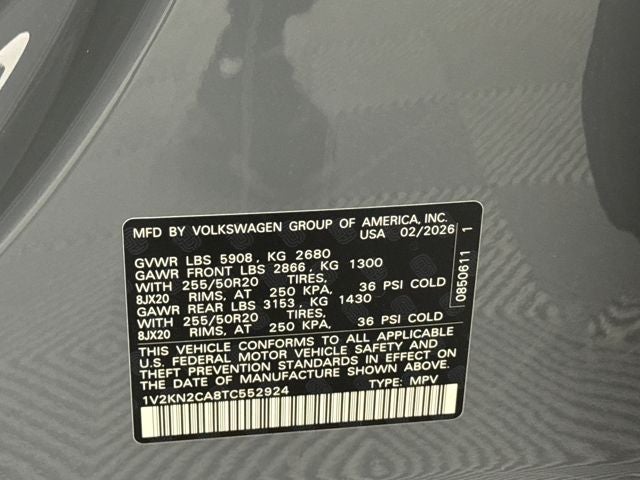 MFD BY VOLKSWAGEN GROUP OF AMERICA, INC.
USA 02/2026
GVWR LBS 5908, KG 2680
GAWR FRONT LBS 2866, KG 1300
WITH 255/50R20 TIRES,
8JX20 RIMS, AT 250 KPA, 36 PSI COLD
GAWR REAR LBS 3153, KG 1430
WITH 255/50R20 TIRES,
8JX20 RIMS, AT 250 KPA, 36 PSI COLD
THIS VEHICLE CONFORMS TO ALL APPLICABLE
U.S. FEDERAL MOTOR VEHICLE SAFETY AND
THEFT PREVENTION STANDARDS IN EFFECT ON
THE DATE OF MANUFACTURE SHOWN ABOVE.
1V2KN2CA8TC552924 TYPE: MPV
0850611 1